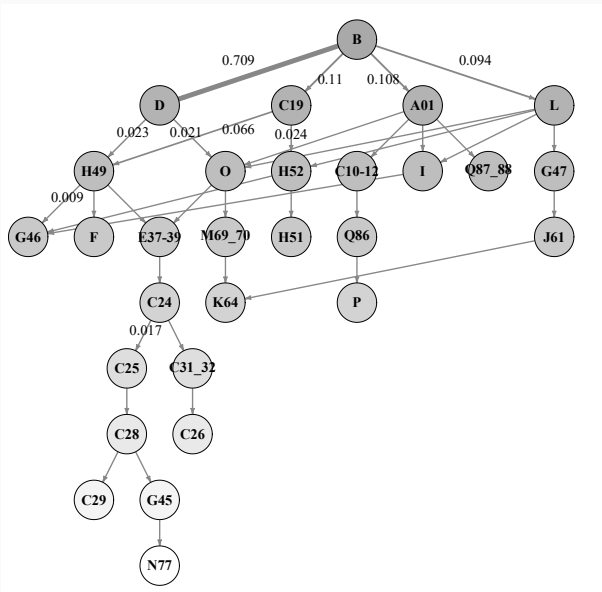 B
0.709
0.11
0.108
0.094
D
C19
A01
L
0.023
0.021
0.066
0.024
H49
O
H52
C10-12
I
Q87_88
G47
0.009
G46
F
E37-39
M69_70
H51
Q86
J61
C24
K64
P
0.017
C25
C31_32
C28
C26
C29
G45
N77